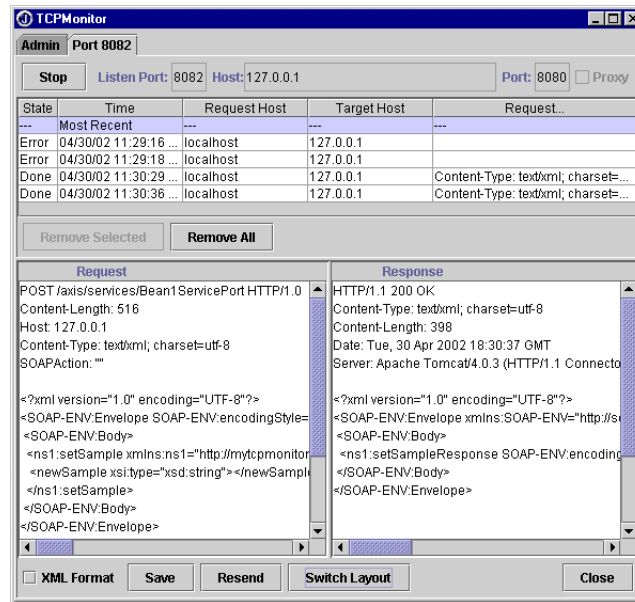 TCPMonitor
Admin Port 8082
Stop Listen Port: 8082 Host: 127.0.0.1 Port: 8080 Proxy
State Time Request Host Target Host Request...
--- Most Recent --- --- ---
Error 04/30/02 11:29:16 ... localhost 127.0.0.1
Error 04/30/02 11:29:18 ... localhost 127.0.0.1
Done 04/30/02 11:30:29 ... localhost 127.0.0.1 Content-Type: text/xml; charset=...
Done 04/30/02 11:30:36 ... localhost 127.0.0.1 Content-Type: text/xml; charset=...
Remove Selected Remove All
Request
POST /axis/services/Bean1ServicePort HTTP/1.0
Content-Length: 516
Host: 127.0.0.1
Content-Type: text/xml; charset=utf-8
SOAPAction: ""
<?xml version="1.0" encoding="UTF-8"?>
<SOAP-ENV:Envelope SOAP-ENV:encodingStyle=
<SOAP-ENV:Body>
<ns1:setSample xmlns:ns1="http://mytcpmonitor
<newSample xsi:type="xsd:string"></newSampl
</ns1:setSample>
</SOAP-ENV:Body>
</SOAP-ENV:Envelope>
Response
HTTP/1.1 200 OK
Content-Type: text/xml; charset=utf-8
Content-Length: 398
Date: Tue, 30 Apr 2002 18:30:37 GMT
Server: Apache Tomcat/4.0.3 (HTTP/1.1 Connecto
<?xml version="1.0" encoding="UTF-8"?>
<SOAP-ENV:Envelope xmlns:SOAP-ENV="http://s
<SOAP-ENV:Body>
<ns1:setSampleResponse SOAP-ENV:encoding
</SOAP-ENV:Body>
</SOAP-ENV:Envelope>
XML Format Save Resend Switch Layout Close